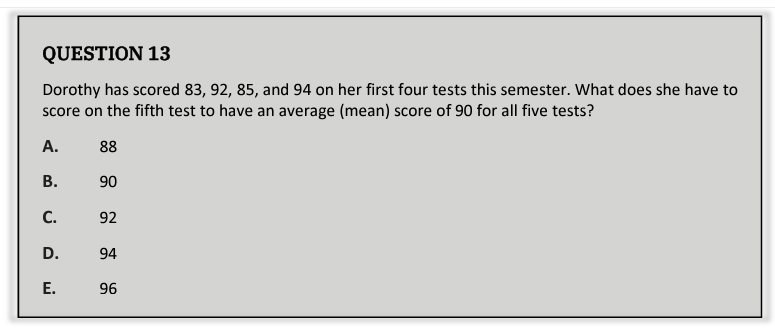 QUESTION 13
Dorothy has scored 83, 92, 85, and 94 on her first four tests this semester. What does she have to
score on the fifth test to have an average (mean) score of 90 for all five tests?
A. 88
B. 90
C. 92
D. 94
E. 96